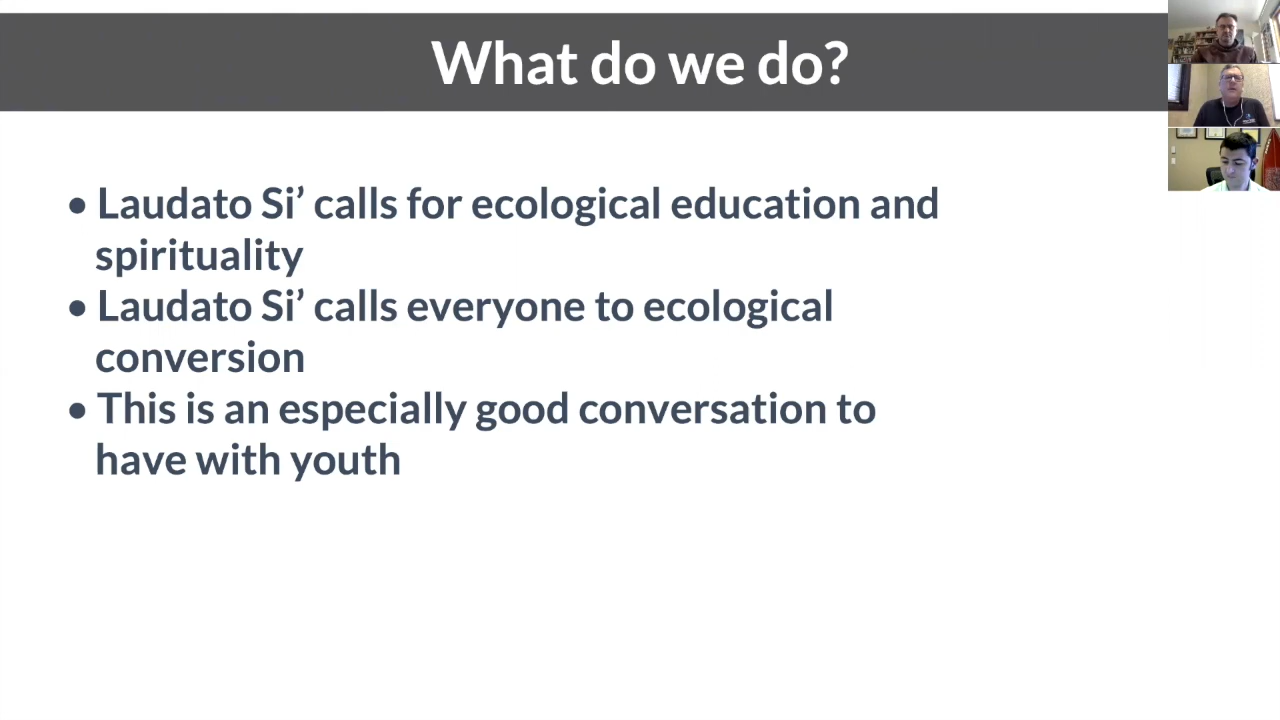 What do we do?
• Laudato Si’ calls for ecological education and
spirituality
• Laudato Si’ calls everyone to ecological
conversion
• This is an especially good conversation to
have with youth